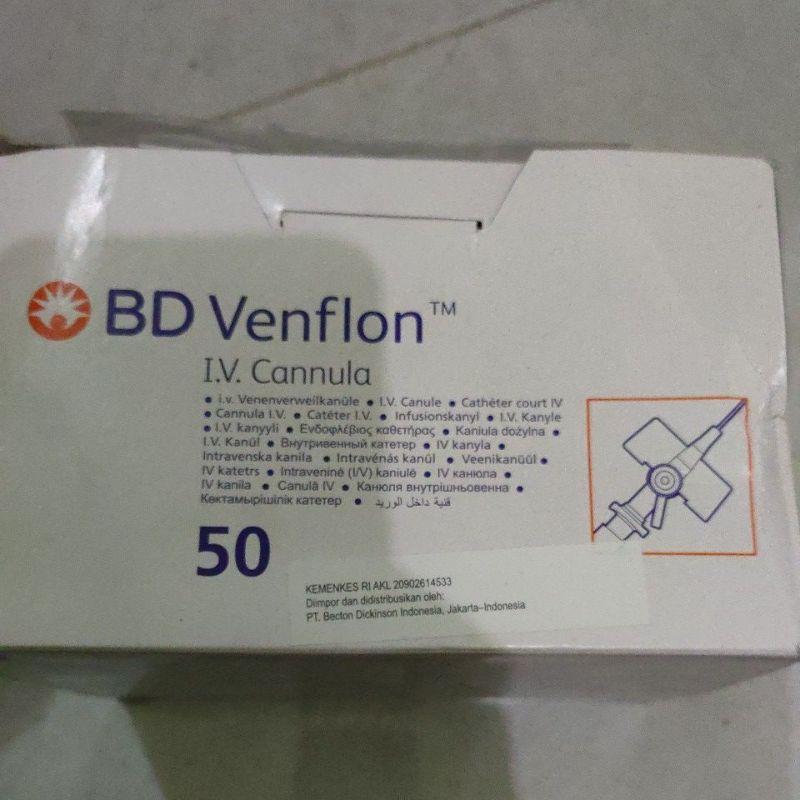 BD Venflon™
I.V. Cannula
• i.v. Venenverweilkanüle • I.V. Canule • Cathéter court IV
• Cannula I.V. • Catéter I.V. • Infusionskanyl • I.V. Kanyle
• I.V. kanyyli • Ενδοφλέβιος καθετήρας • Kaniula dożylna •
I.V. Kanül • Внутривенный катетер • IV kanyla •
Intravenska kanila • Intravénás kanül • Veenikanüül •
IV katetrs • Intraveninė (I/V) kaniulė • IV канюла •
IV kanila • Canulă IV • Канюля внутрішньовенна •
Көктамырішілік катетер • قنية داخل الوريد
50
KEMENKES RI AKL 20902614533
Diimpor dan didistribusikan oleh:
PT. Becton Dickinson Indonesia, Jakarta–Indonesia